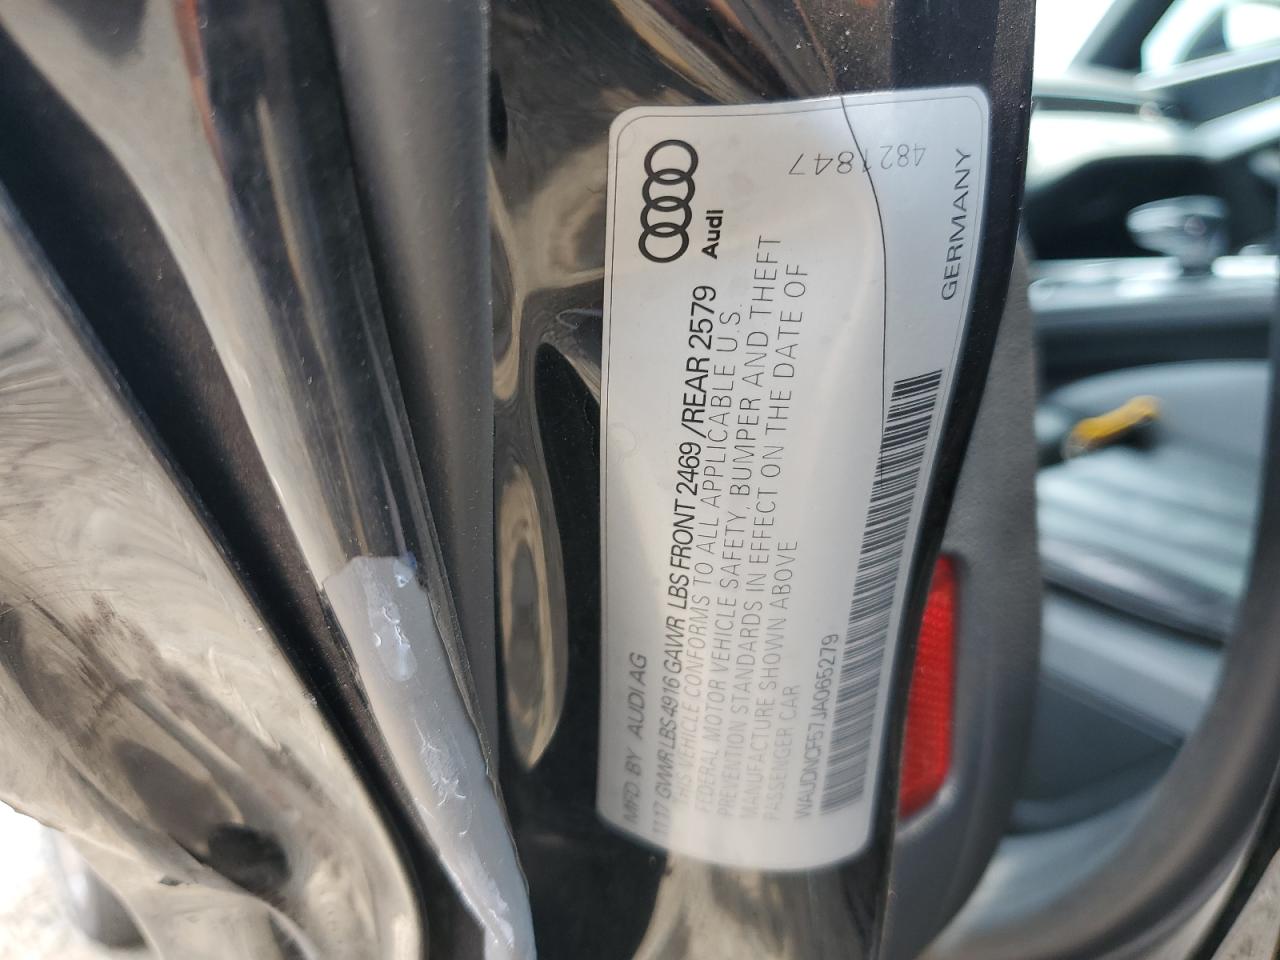 Audi
MFD. BY AUDI AG
11.17 GVWR LBS 4916 GAWR LBS FRONT 2469/REAR 2579
THIS VEHICLE CONFORMS TO ALL APPLICABLE U.S.
FEDERAL MOTOR VEHICLE SAFETY, BUMPER AND THEFT
PREVENTION STANDARDS IN EFFECT ON THE DATE OF
MANUFACTURE SHOWN ABOVE
PASSENGER CAR
WAUDNCF57JA065279
GERMANY
4821847